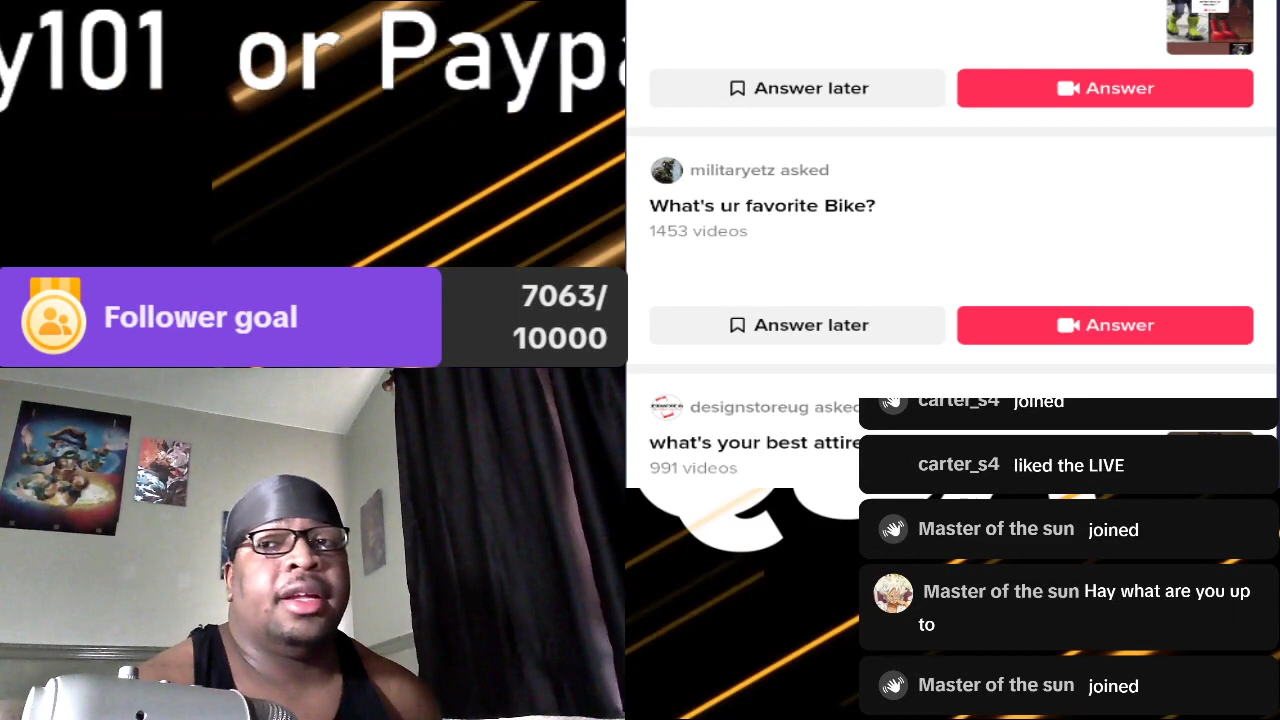 y101 or Payp
Answer later
Answer
militaryetz asked
What's ur favorite Bike?
1453 videos
Answer later
Answer
designstoreug asked
what's your best attire
991 videos
Follower goal
7063/
10000
carter_s4 joined
carter_s4 liked the LIVE
Master of the sun joined
Master of the sun Hay what are you up
to
Master of the sun joined